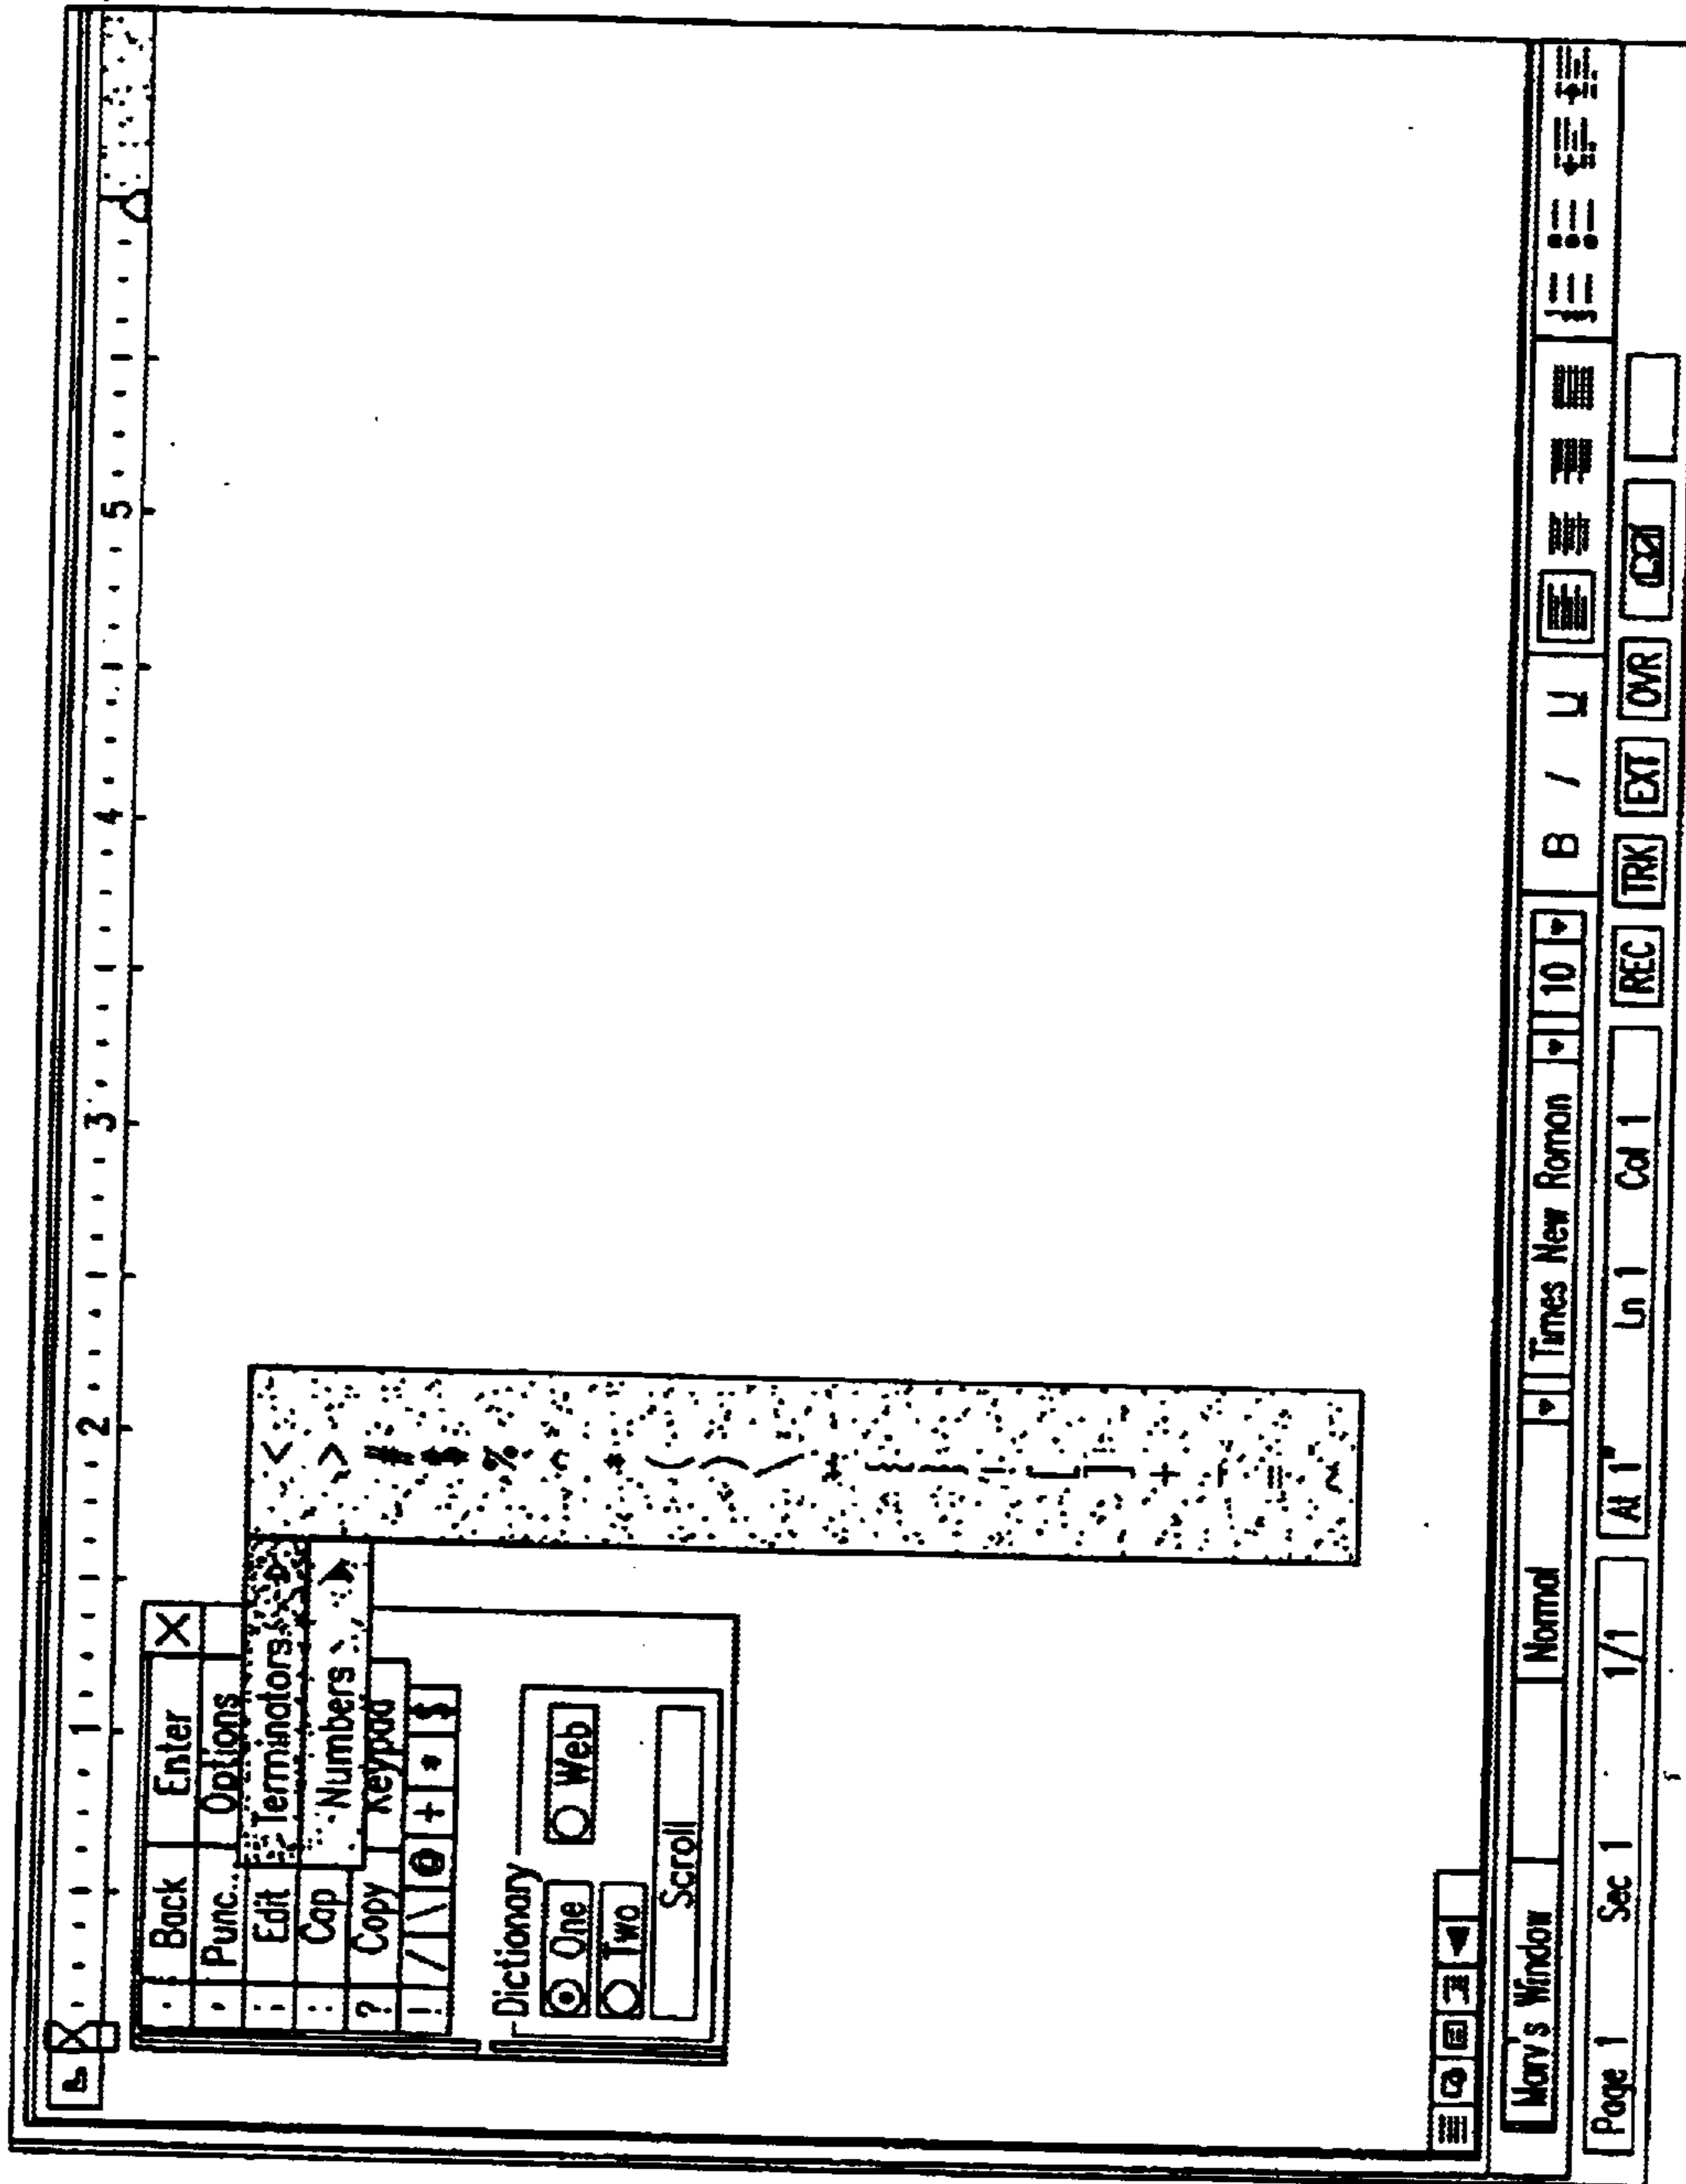 1 2 3 4 5
. Back Enter X
, Punc... Options
; Edit Terminators
: Cap Numbers
? Copy Keypad
! / \ @ + * $
<
>
#
$
%
^
*
(
)
/
+
{
}
[
]
+
-
=
~
Dictionary
One Web
Two
Scroll
Marv's Window Normal Times New Roman 10 B / U
Page 1 Sec 1 1/1 At 1" Ln 1 Col 1 REC TRK EXT OVR